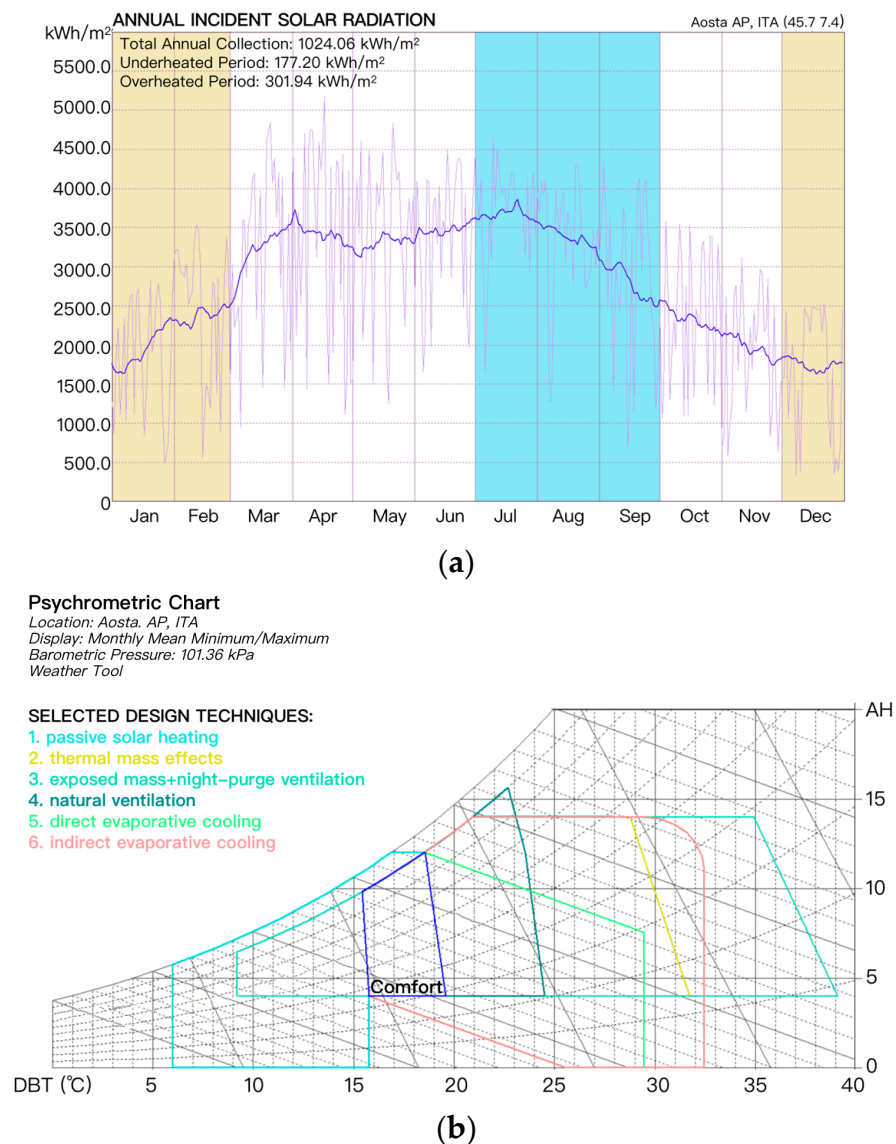 ANNUAL INCIDENT SOLAR RADIATION
Aosta AP, ITA (45.7 7.4)
kWh/m²
Total Annual Collection: 1024.06 kWh/m²
Underheated Period: 177.20 kWh/m²
Overheated Period: 301.94 kWh/m²
5500.0
5000.0
4500.0
4000.0
3500.0
3000.0
2500.0
2000.0
1500.0
1000.0
500.0
0
Jan Feb Mar Apr May Jun Jul Aug Sep Oct Nov Dec
(a)
Psychrometric Chart
Location: Aosta. AP, ITA
Display: Monthly Mean Minimum/Maximum
Barometric Pressure: 101.36 kPa
Weather Tool
SELECTED DESIGN TECHNIQUES:
1. passive solar heating
2. thermal mass effects
3. exposed mass+night-purge ventilation
4. natural ventilation
5. direct evaporative cooling
6. indirect evaporative cooling
AH
15
10
5
0
Comfort
DBT (℃) 5 10 15 20 25 30 35 40
(b)